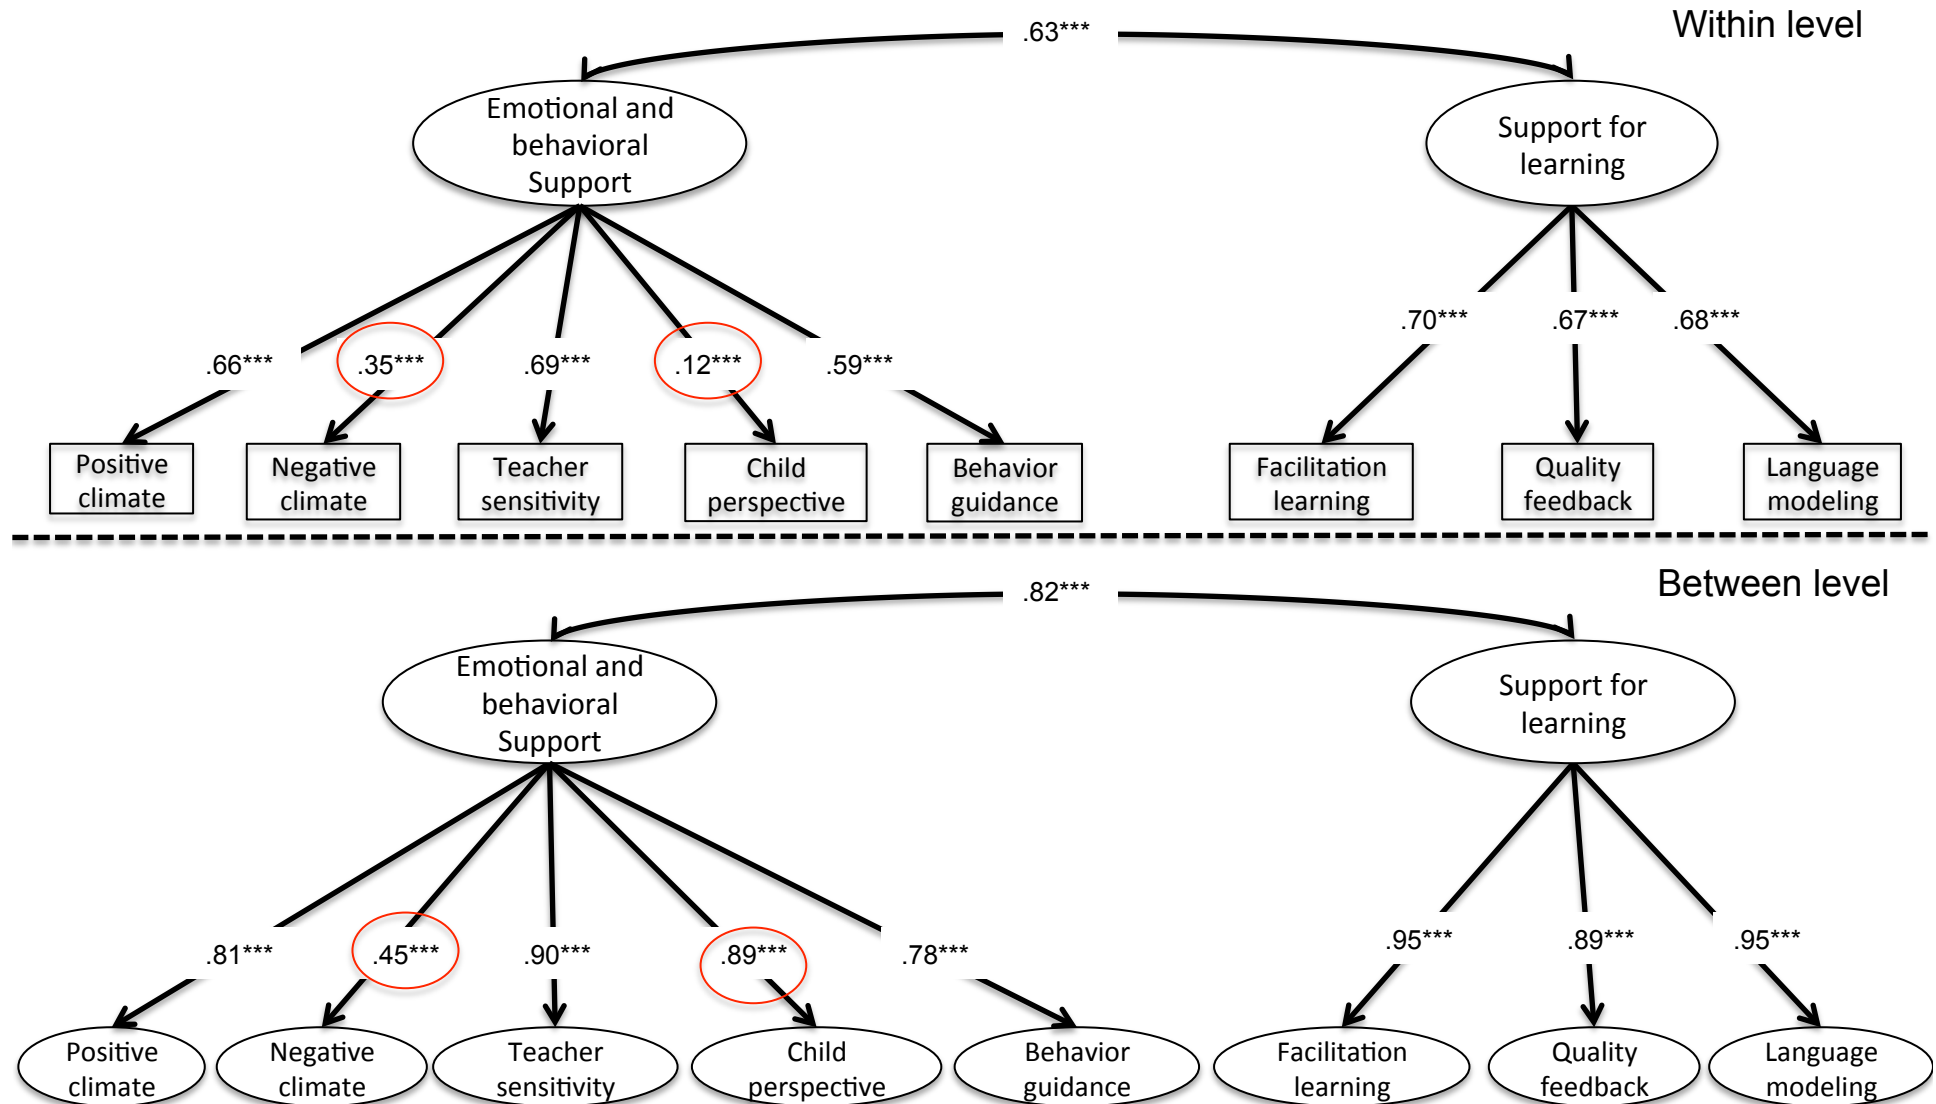 Within level
.63***
Emotional and
behavioral
Support
Support for
learning
.66***
.35***
.69***
.12***
.59***
.70***
.67***
.68***
Positive
climate
Negative
climate
Teacher
sensitivity
Child
perspective
Behavior
guidance
Facilitation
learning
Quality
feedback
Language
modeling
Between level
.82***
Emotional and
behavioral
Support
Support for
learning
.81***
.45***
.90***
.89***
.78***
.95***
.89***
.95***
Positive
climate
Negative
climate
Teacher
sensitivity
Child
perspective
Behavior
guidance
Facilitation
learning
Quality
feedback
Language
modeling